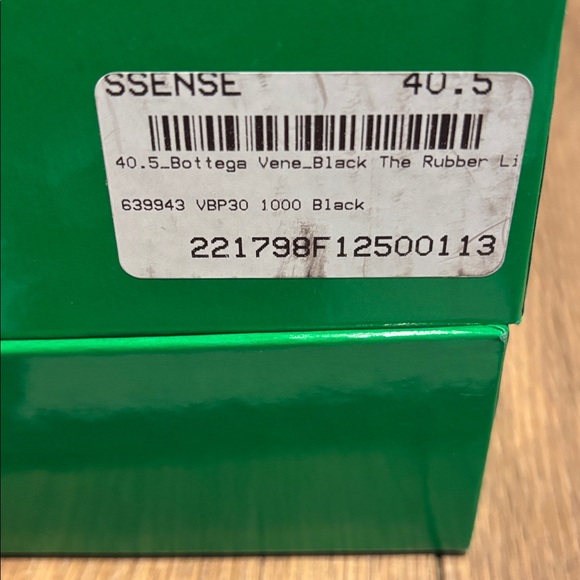 SSENSE 40.5
40.5_Bottega Vene_Black The Rubber Li
639943 VBP30 1000 Black
221798F12500113